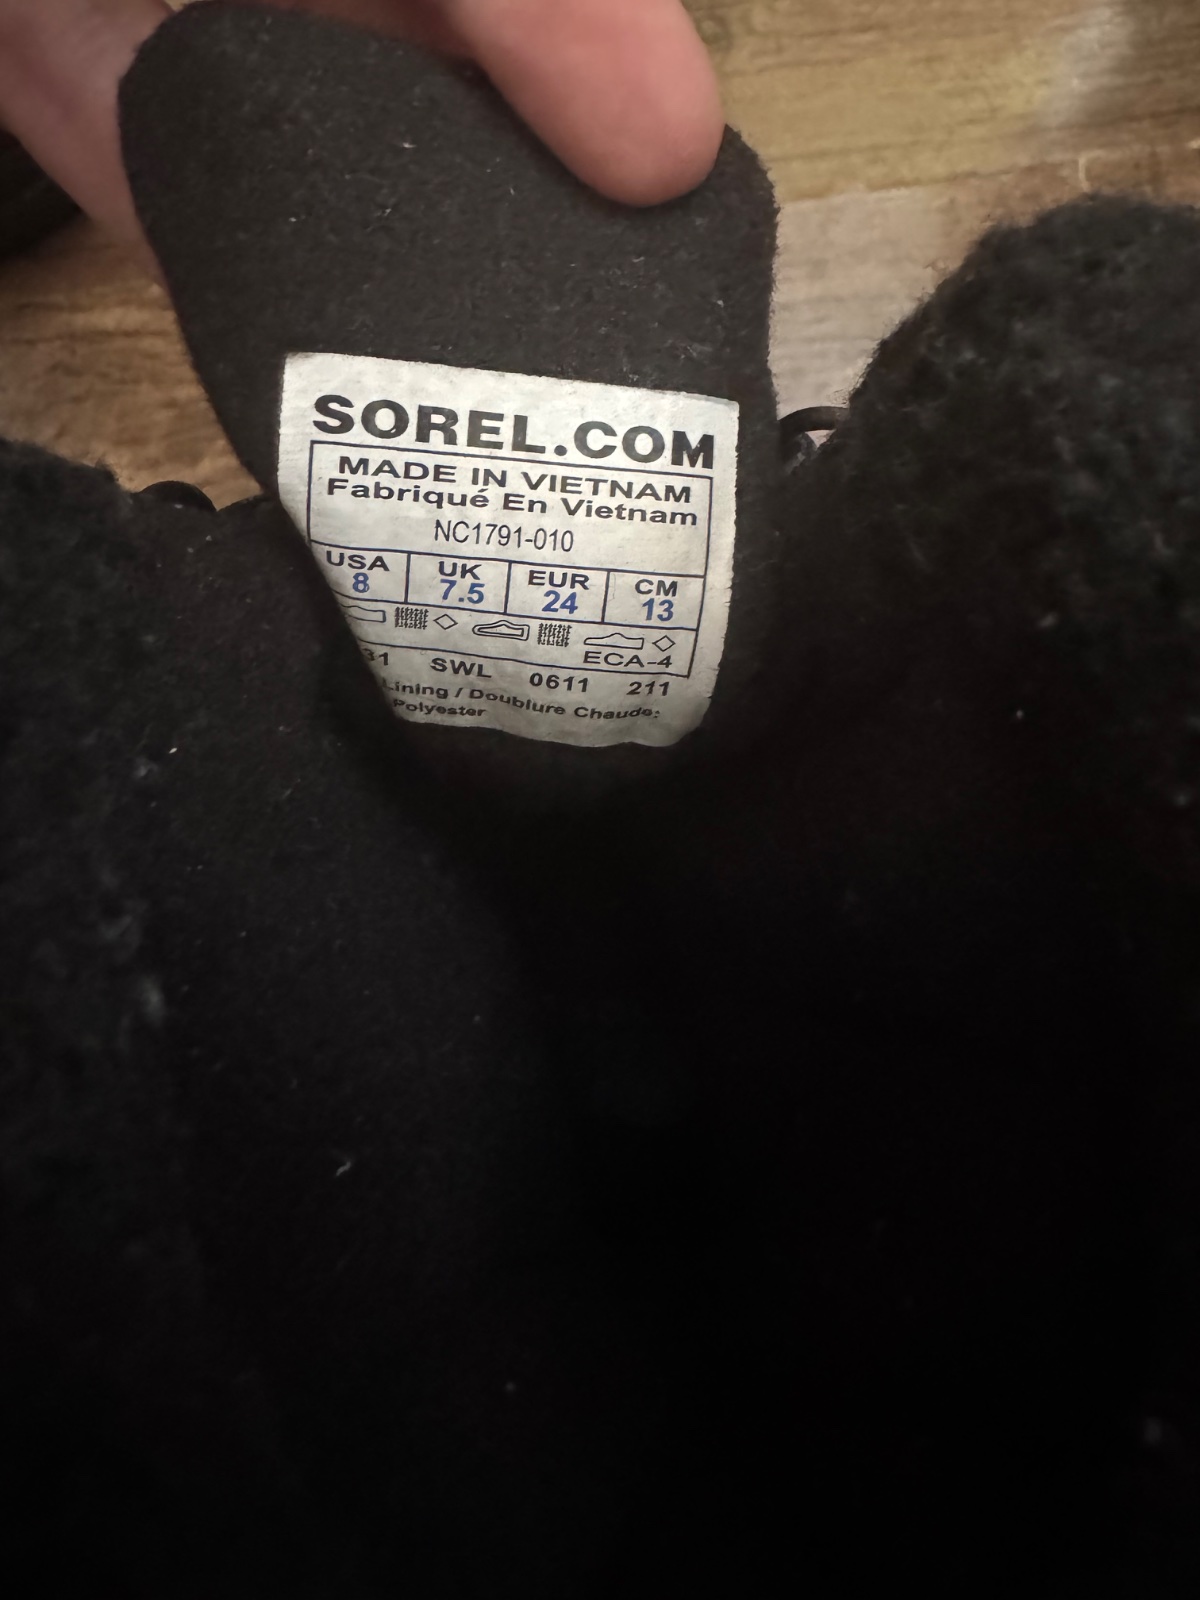 SOREL.COM
MADE IN VIETNAM
Fabriqué En Vietnam
NC1791-010
USA UK EUR CM
8 7.5 24 13
ECA-4
31 SWL 0611 211
Lining / Doublure Chaude:
Polyester